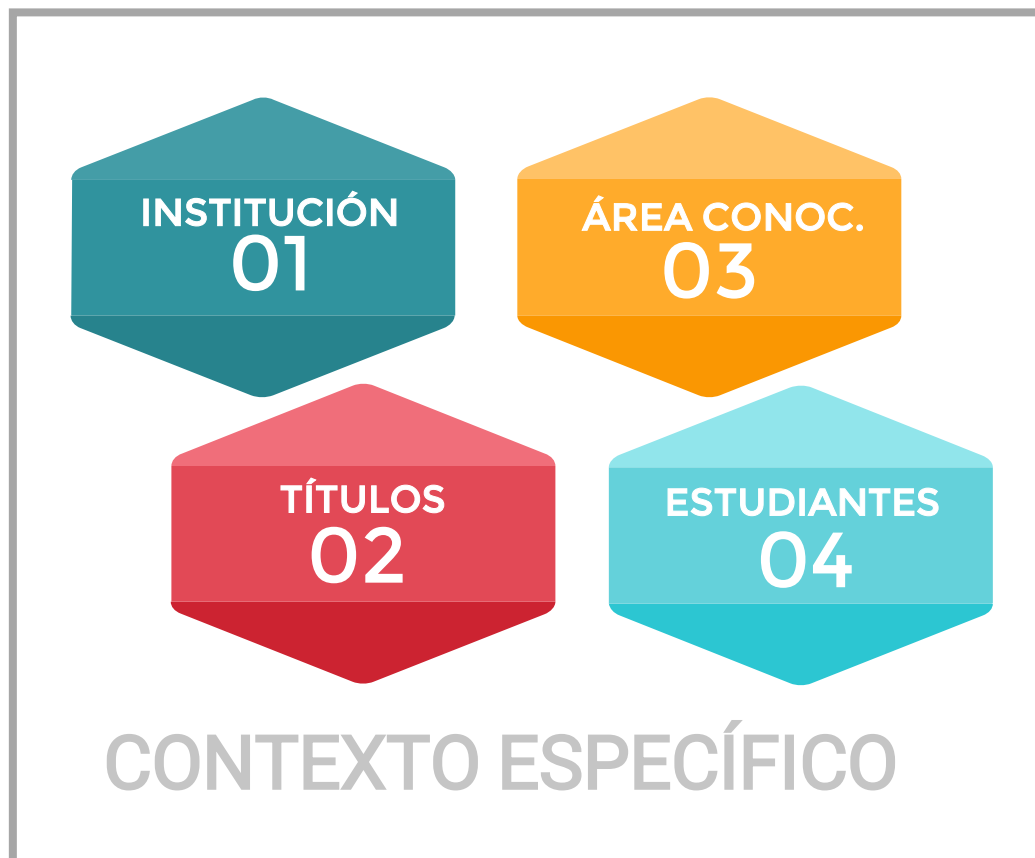 INSTITUCIÓN
01
TÍTULOS
02
ÁREA CONOC.
03
ESTUDIANTES
04
CONTEXTO ESPECÍFICO